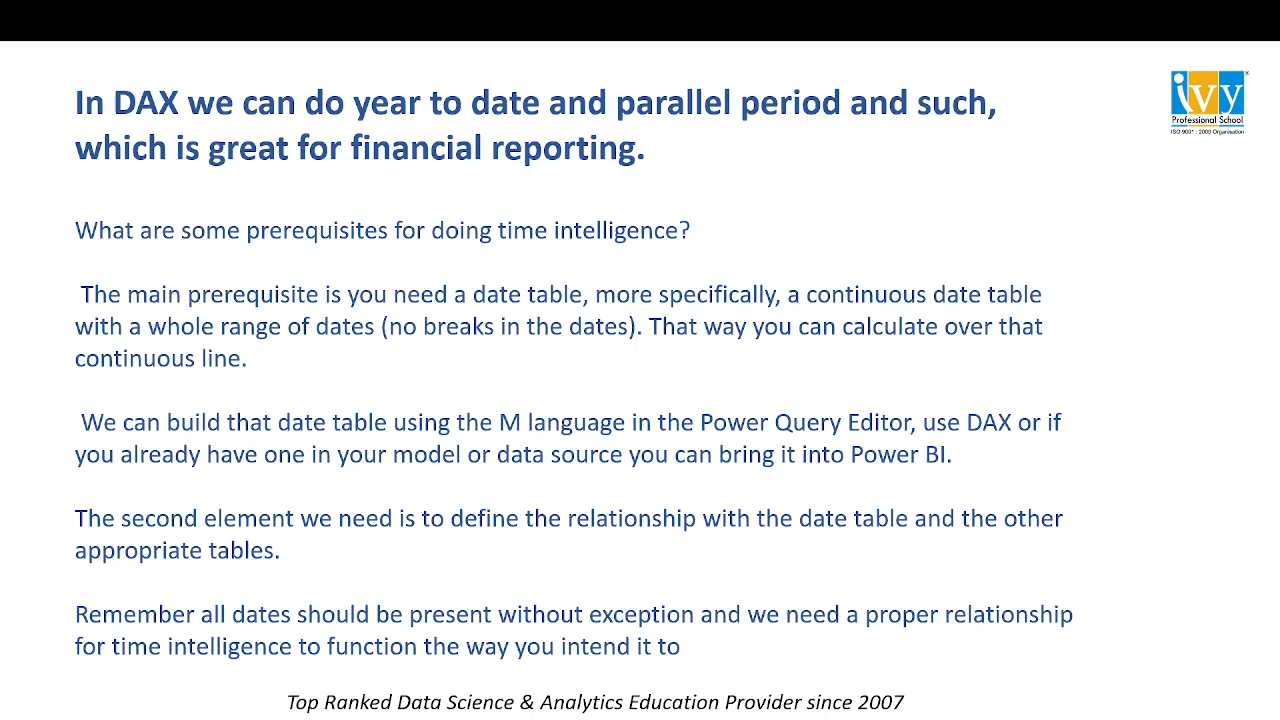 In DAX we can do year to date and parallel period and such,
which is great for financial reporting.
ivy
®
Professional School
ISO 9001 : 2000 Organisation
What are some prerequisites for doing time intelligence?
The main prerequisite is you need a date table, more specifically, a continuous date table
with a whole range of dates (no breaks in the dates). That way you can calculate over that
continuous line.
We can build that date table using the M language in the Power Query Editor, use DAX or if
you already have one in your model or data source you can bring it into Power BI.
The second element we need is to define the relationship with the date table and the other
appropriate tables.
Remember all dates should be present without exception and we need a proper relationship
for time intelligence to function the way you intend it to
Top Ranked Data Science & Analytics Education Provider since 2007